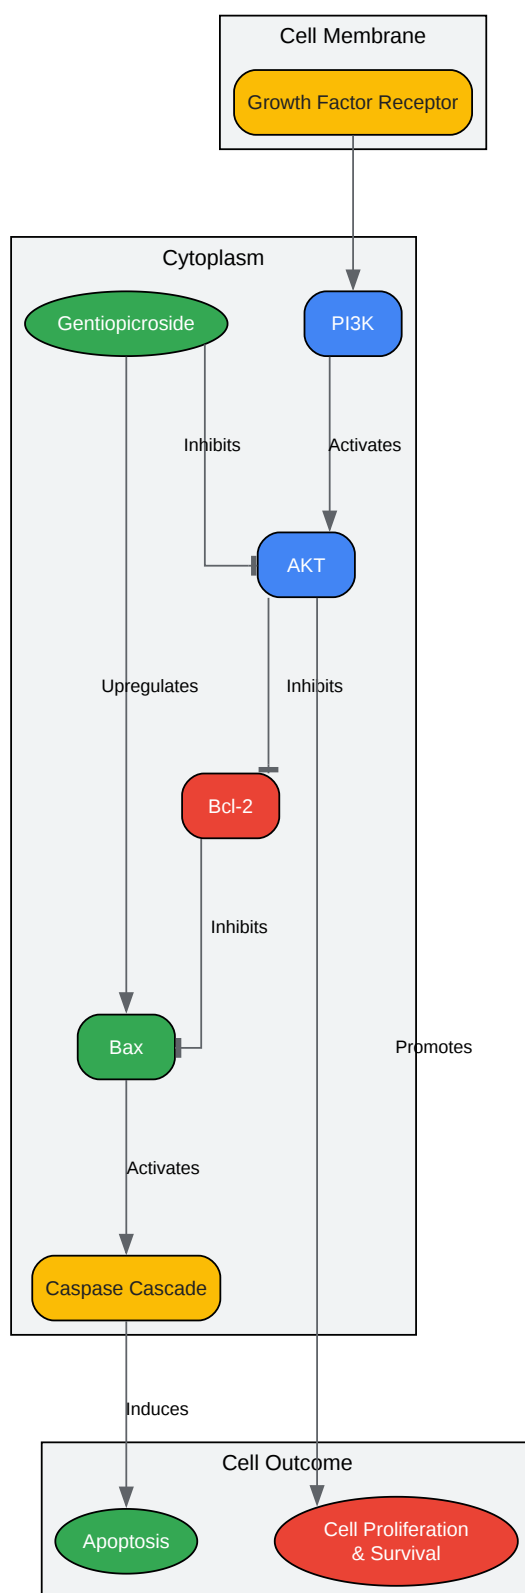 Cell Membrane
Growth Factor Receptor
Cytoplasm
Gentiopicroside
PI3K
Inhibits
Activates
AKT
Upregulates
Inhibits
Bcl-2
Inhibits
Bax
Promotes
Activates
Caspase Cascade
Induces
Cell Outcome
Apoptosis
Cell Proliferation
& Survival